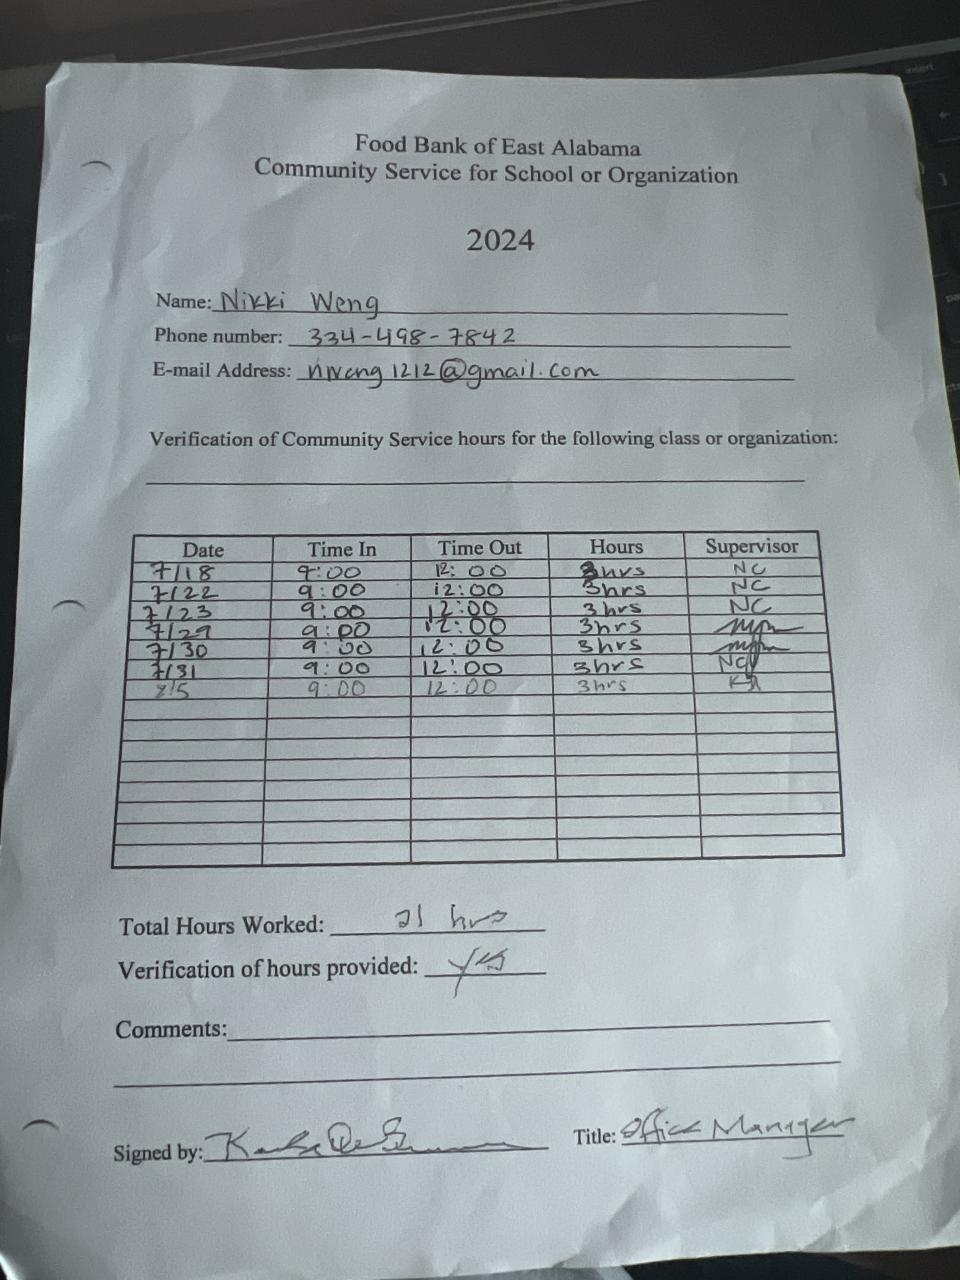 Food Bank of East Alabama
Community Service for School or Organization
2024
Name: Nikki Weng
Phone number: 334-498-7842
E-mail Address: nweng1212@gmail.com
Verification of Community Service hours for the following class or organization:
Date Time In Time Out Hours Supervisor
7/18 9:00 12:00 3hrs NC
7/22 9:00 12:00 3hrs NC
7/23 9:00 12:00 3hrs NC
7/29 9:00 12:00 3hrs
7/30 9:00 12:00 3hrs
7/31 9:00 12:00 3hrs NC
8/5 9:00 12:00 3hrs
Total Hours Worked: 21 hrs
Verification of hours provided: yes
Comments:
Signed by: Title: Office Manager